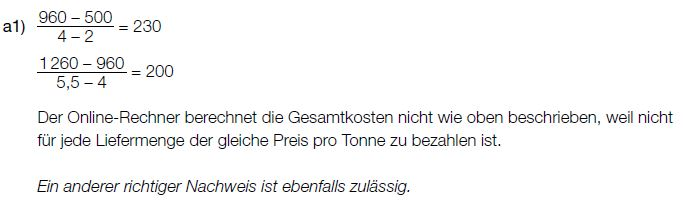 a1) 960 – 500 / 4 – 2 = 230
1 260 – 960 / 5,5 – 4 = 200
Der Online-Rechner berechnet die Gesamtkosten nicht wie oben beschrieben, weil nicht
für jede Liefermenge der gleiche Preis pro Tonne zu bezahlen ist.
Ein anderer richtiger Nachweis ist ebenfalls zulässig.